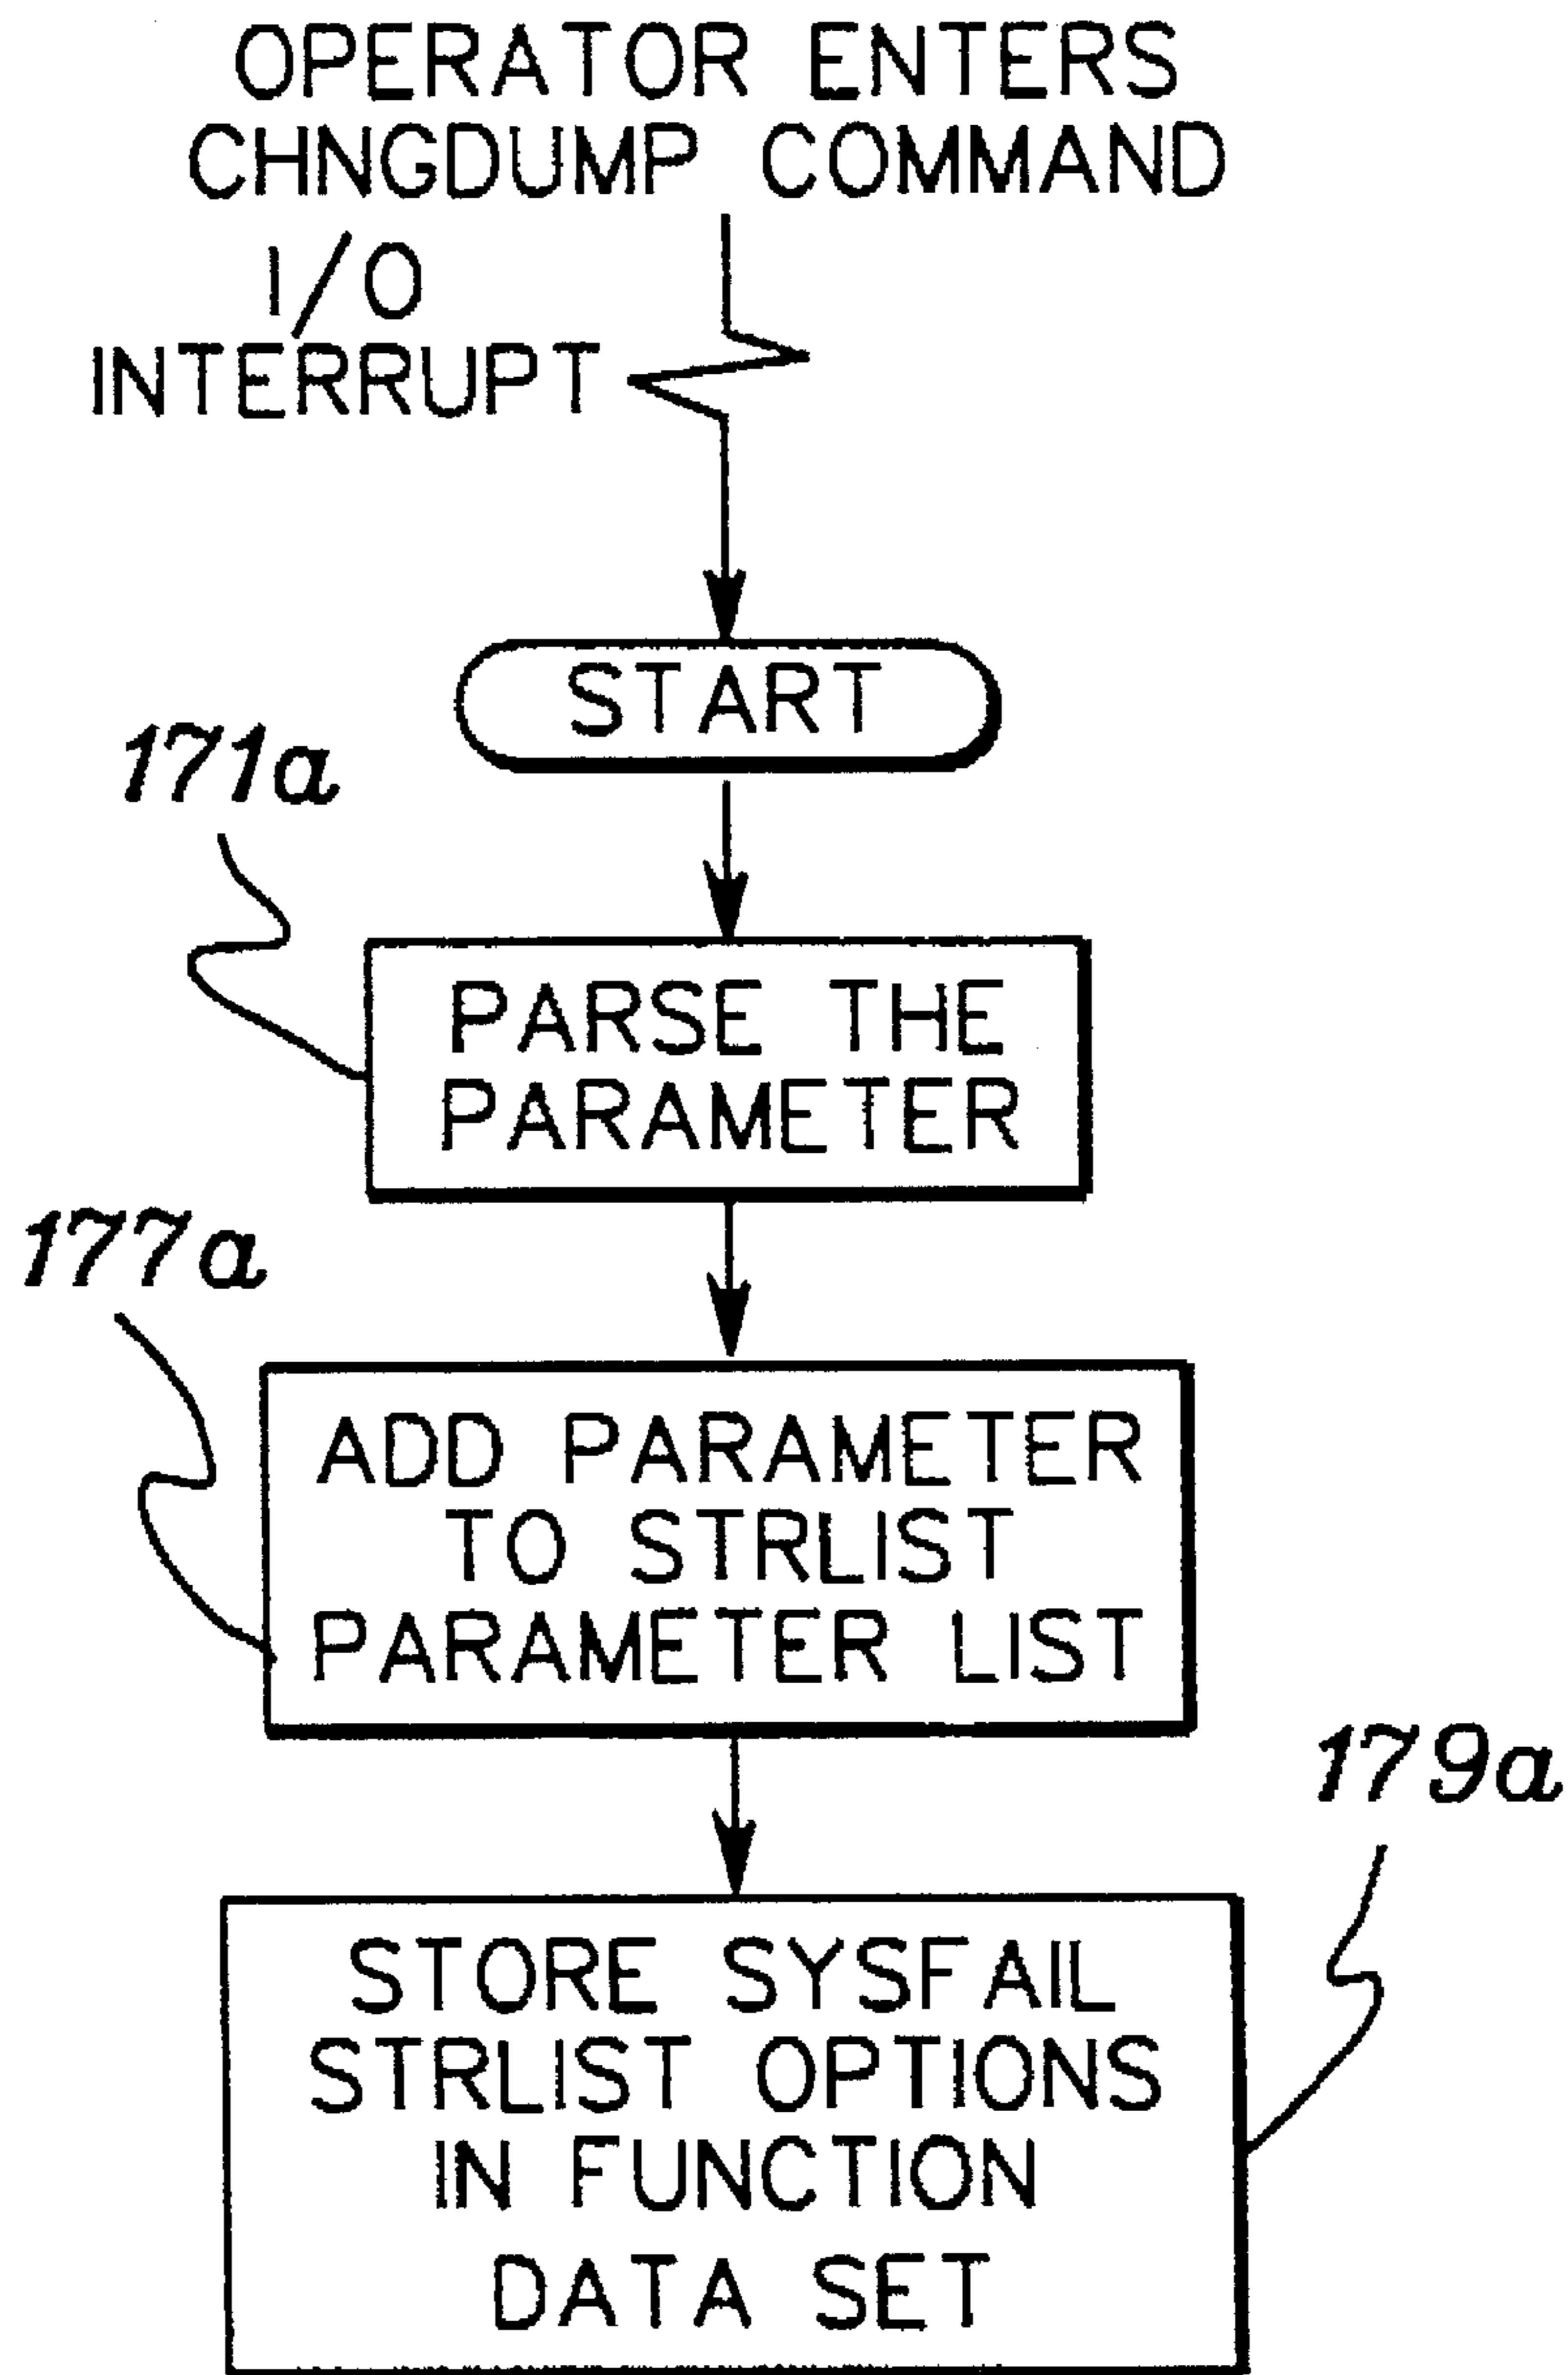 OPERATOR ENTERS
CHNGDUMP COMMAND
I/O
INTERRUPT
START
171a
PARSE THE
PARAMETER
177a
ADD PARAMETER
TO STRLIST
PARAMETER LIST
179a
STORE SYSFAIL
STRLIST OPTIONS
IN FUNCTION
DATA SET